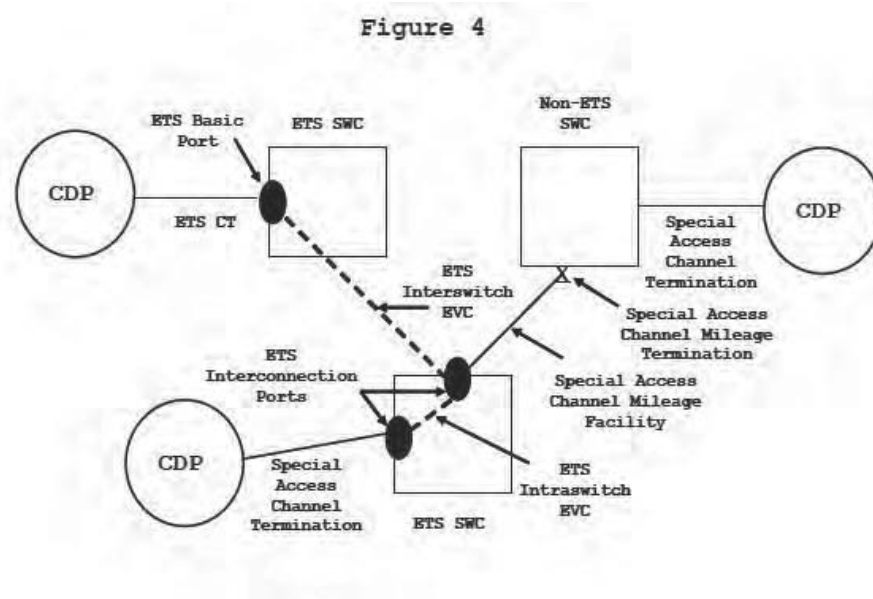 Figure 4
ETS Basic
Port
ETS SWC
Non-ETS
SWC
CDP
ETS CT
Special
Access
Channel
Termination
CDP
ETS
Interswitch
EVC
Special Access
Channel Mileage
Termination
ETS
Interconnection
Ports
Special Access
Channel Mileage
Facility
X
CDP
Special
Access
Channel
Termination
ETS SWC
ETS
Intraswitch
EVC